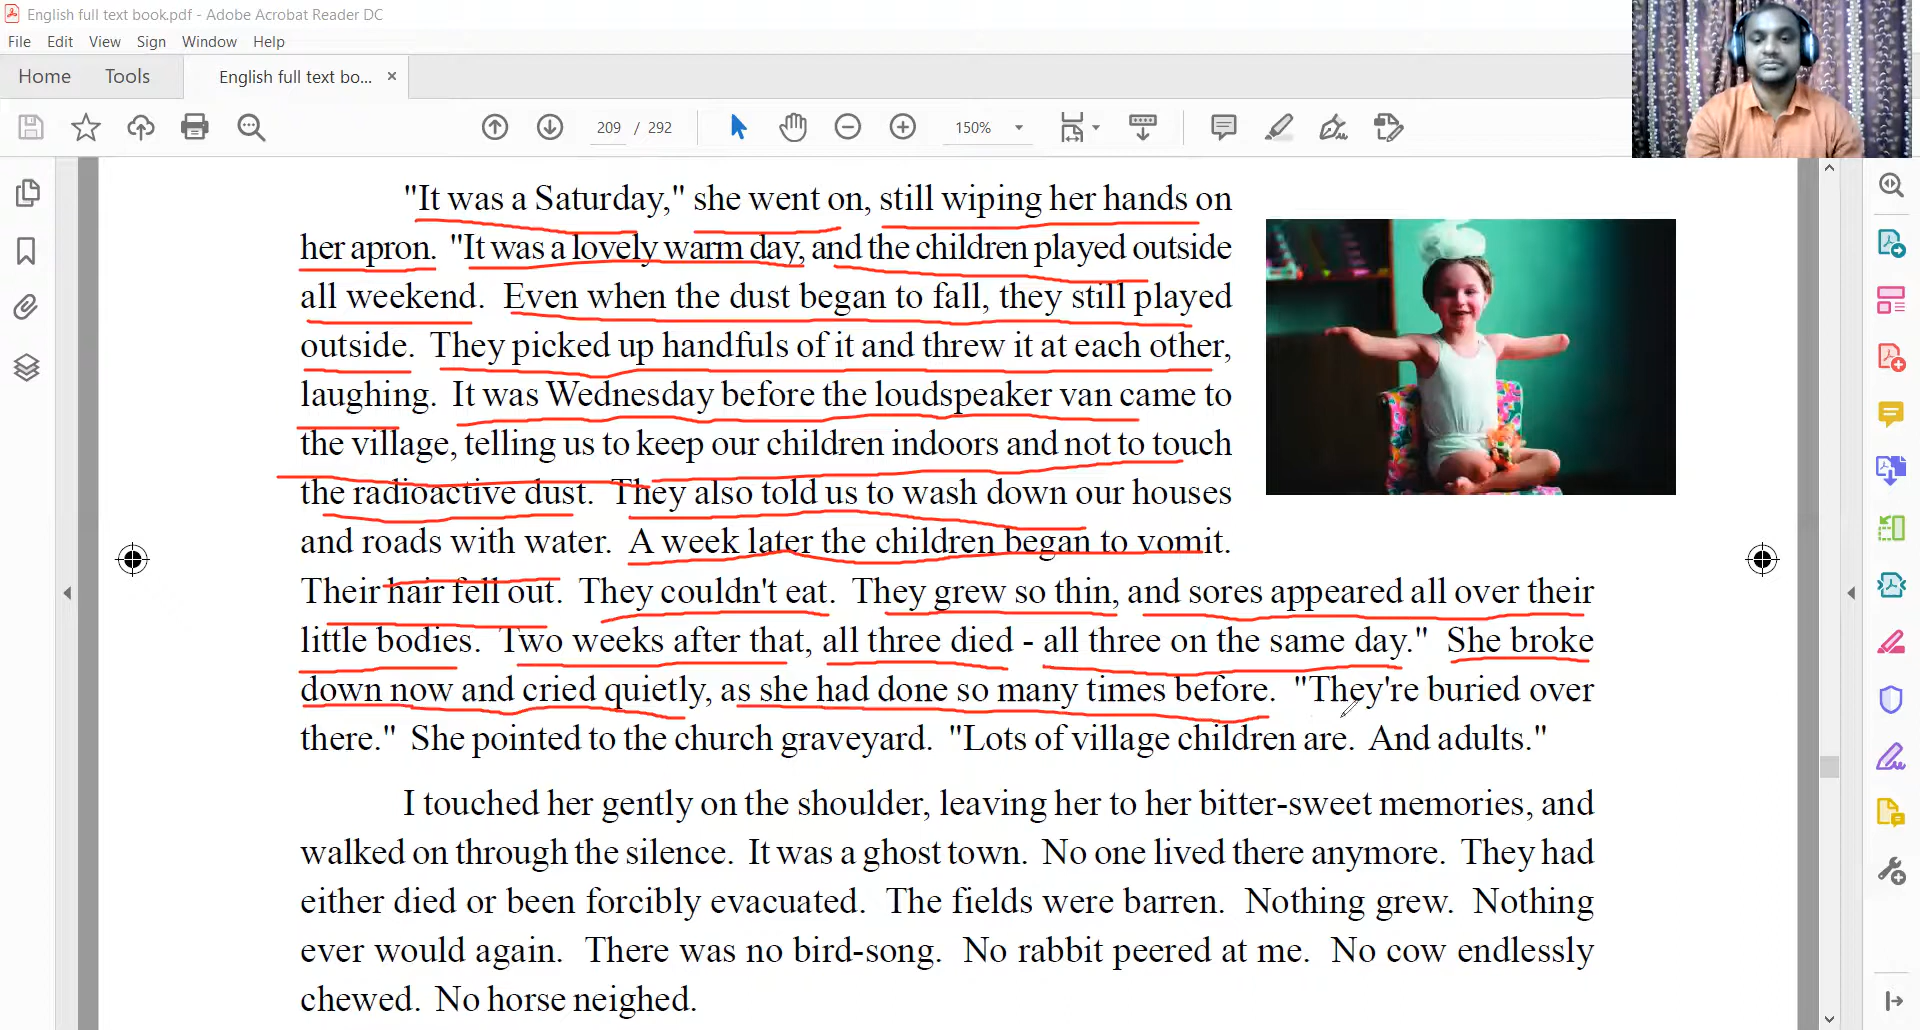 English full text book.pdf - Adobe Acrobat Reader DC
File Edit View Sign Window Help
Home Tools English full text bo... ×
209 / 292 150%
"It was a Saturday," she went on, still wiping her hands on
her apron. "It was a lovely warm day, and the children played outside
all weekend. Even when the dust began to fall, they still played
outside. They picked up handfuls of it and threw it at each other,
laughing. It was Wednesday before the loudspeaker van came to
the village, telling us to keep our children indoors and not to touch
the radioactive dust. They also told us to wash down our houses
and roads with water. A week later the children began to vomit.
Their hair fell out. They couldn't eat. They grew so thin, and sores appeared all over their
little bodies. Two weeks after that, all three died - all three on the same day." She broke
down now and cried quietly, as she had done so many times before. "They're buried over
there." She pointed to the church graveyard. "Lots of village children are. And adults."
I touched her gently on the shoulder, leaving her to her bitter-sweet memories, and
walked on through the silence. It was a ghost town. No one lived there anymore. They had
either died or been forcibly evacuated. The fields were barren. Nothing grew. Nothing
ever would again. There was no bird-song. No rabbit peered at me. No cow endlessly
chewed. No horse neighed.